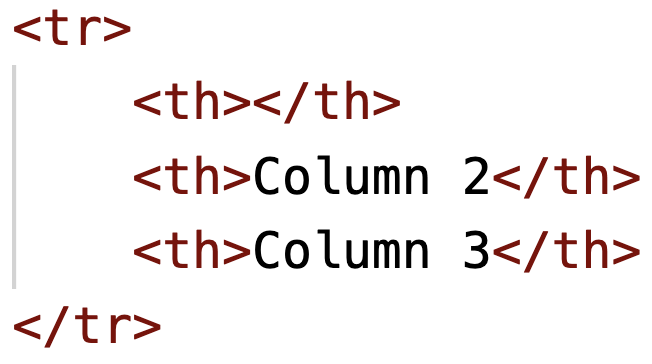 <tr>
<th></th>
<th>Column 2</th>
<th>Column 3</th>
</tr>